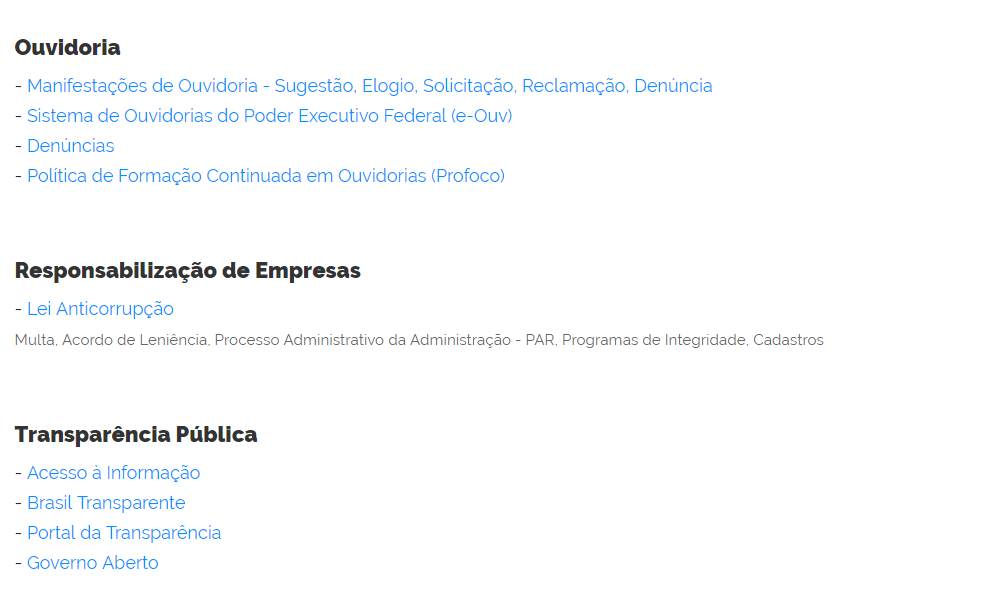 Ouvidoria
- Manifestações de Ouvidoria - Sugestão, Elogio, Solicitação, Reclamação, Denúncia
- Sistema de Ouvidorias do Poder Executivo Federal (e-Ouv)
- Denúncias
- Política de Formação Continuada em Ouvidorias (Profoco)
Responsabilização de Empresas
- Lei Anticorrupção
Multa, Acordo de Leniência, Processo Administrativo da Administração - PAR, Programas de Integridade, Cadastros
Transparência Pública
- Acesso à Informação
- Brasil Transparente
- Portal da Transparência
- Governo Aberto